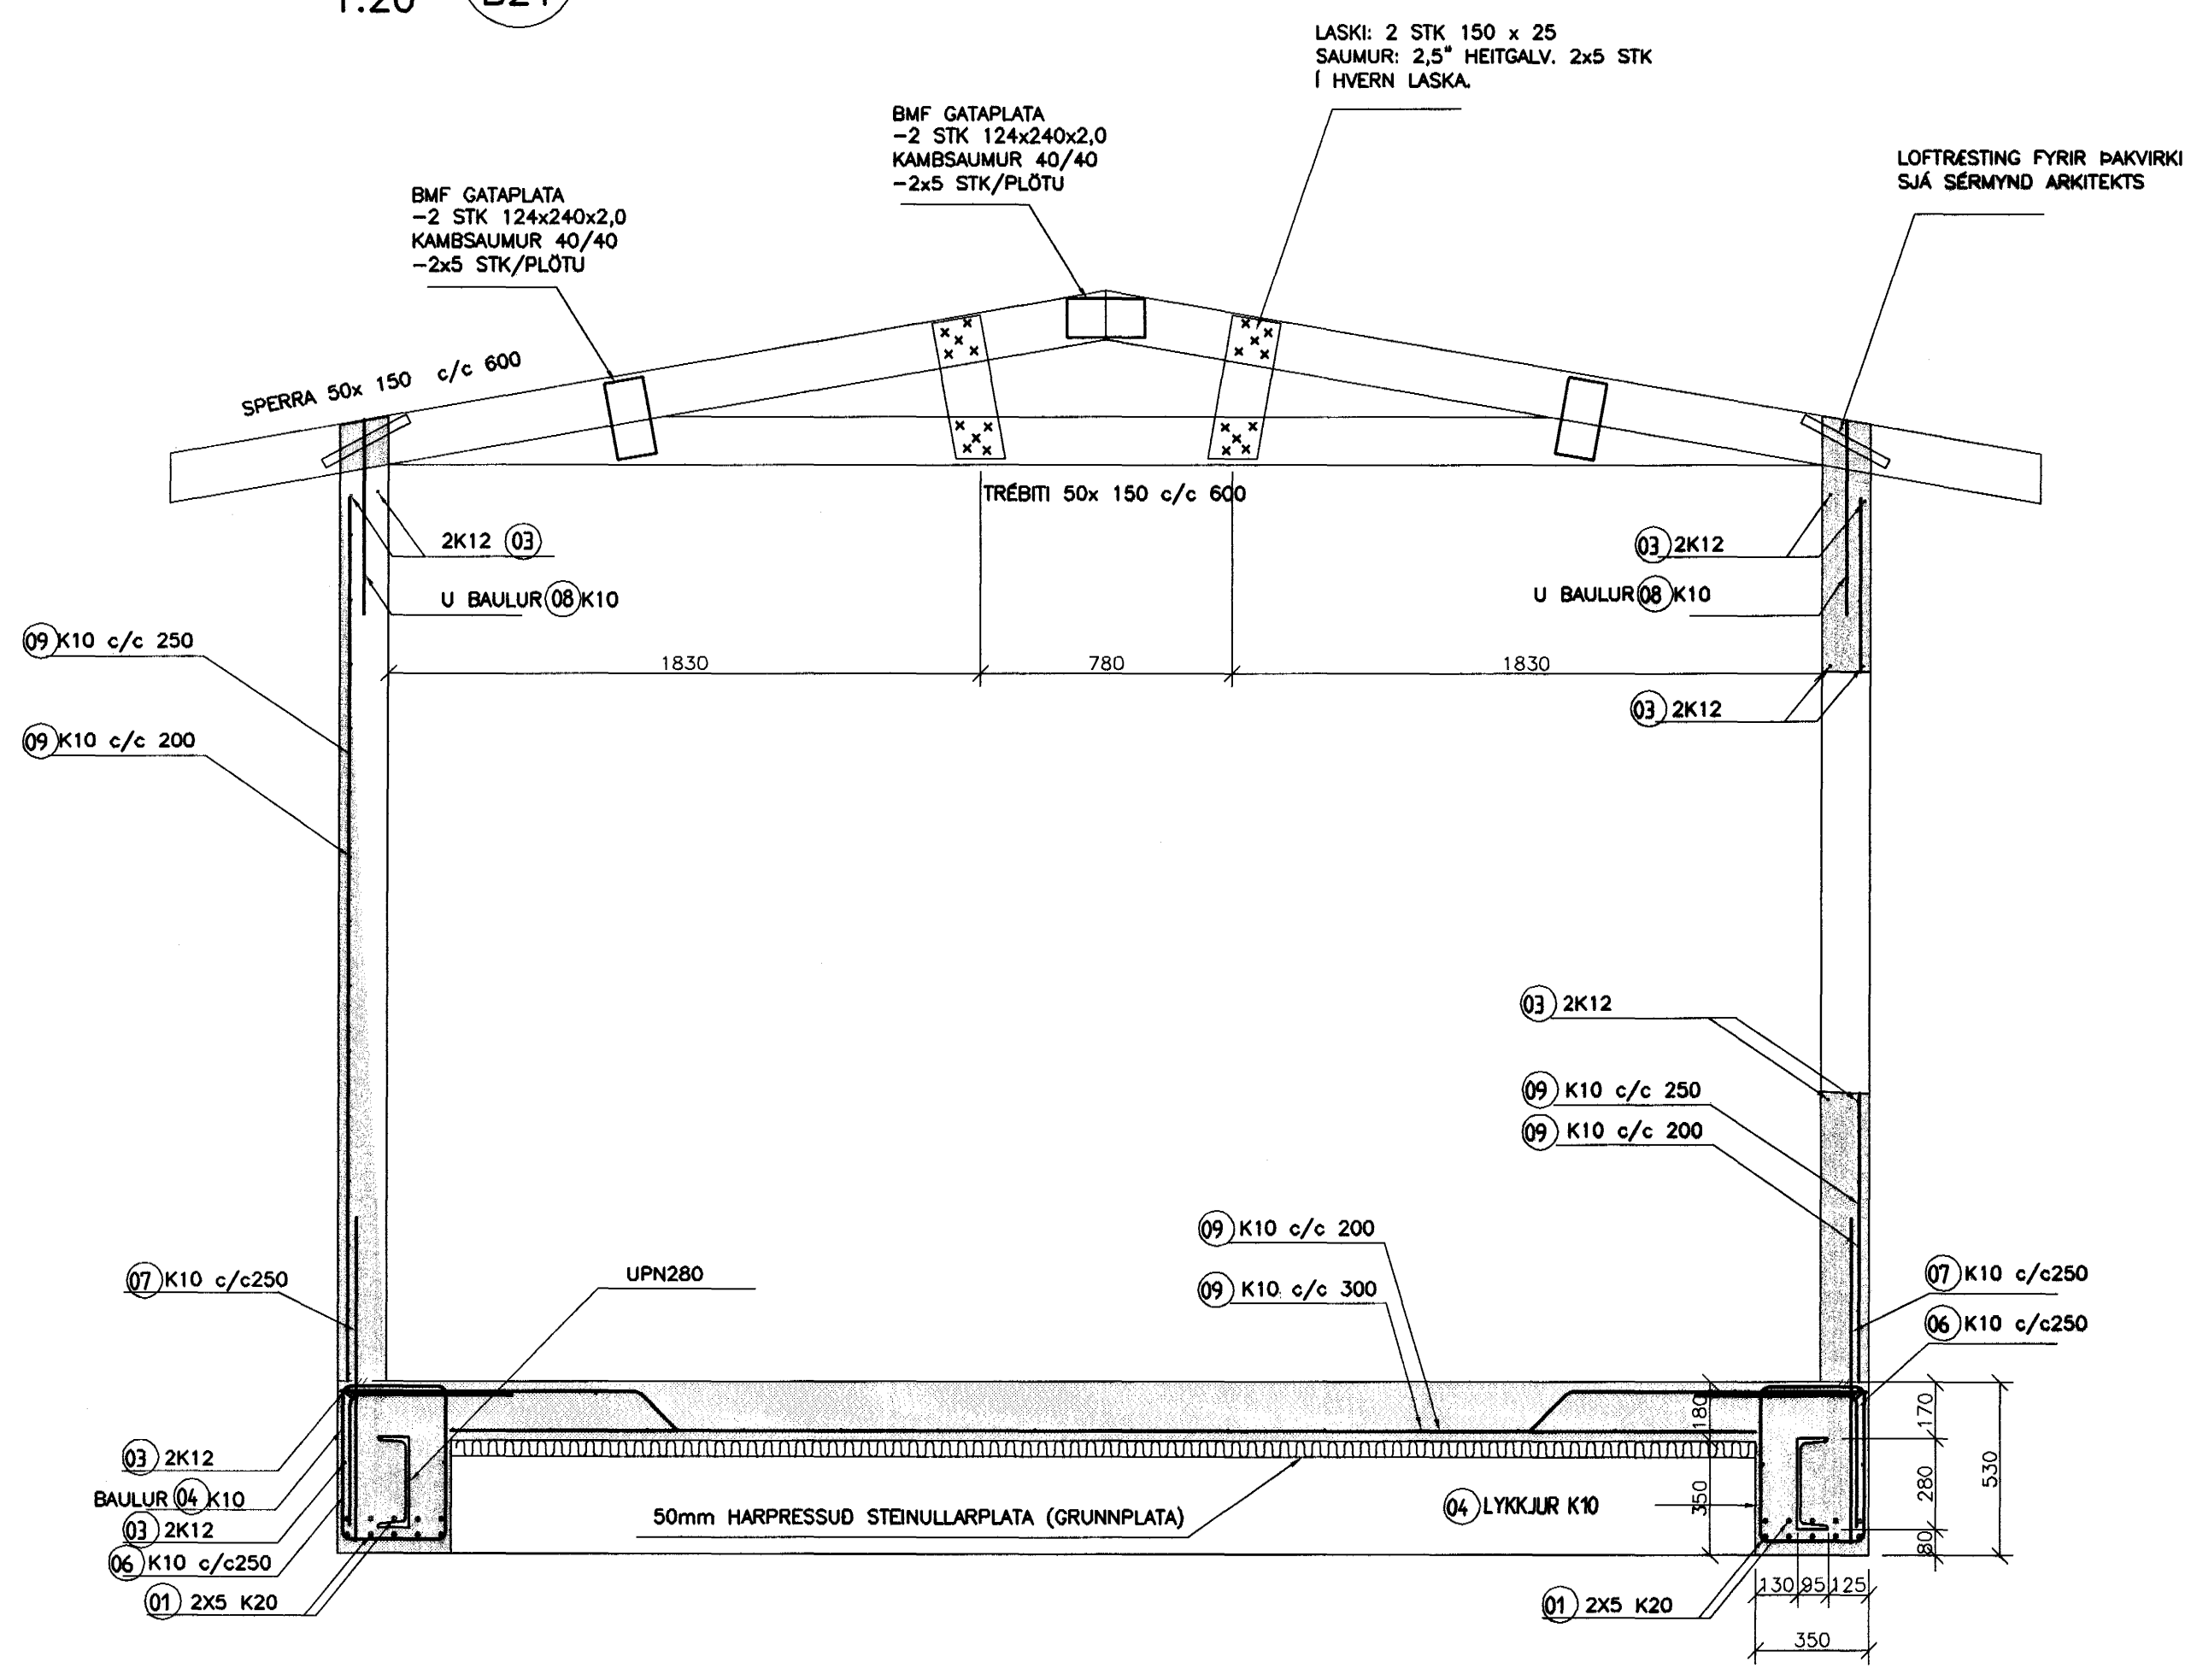 1:20
LASKI: 2 STK 150 x 25
SAUMUR: 2,5" HEITGALV. 2x5 STK
Í HVERN LASKA.
BMF GATAPLATA
-2 STK 124x240x2,0
KAMBSAUMUR 40/40
-2x5 STK/PLÖTU
LOFTRÆSTING FYRIR ÞAKVIRKI
SJÁ SÉRMYND ARKITEKTS
BMF GATAPLATA
-2 STK 124x240x2,0
KAMBSAUMUR 40/40
-2x5 STK/PLÖTU
SPERRA 50x 150 c/c 600
TRÉBITI 50x 150 c/c 600
2K12 03
03 2K12
U BAULUR 08 K10
U BAULUR 08 K10
09 K10 c/c 250
1830
780
1830
03 2K12
09 K10 c/c 200
03 2K12
09 K10 c/c 250
09 K10 c/c 200
09 K10 c/c 200
07 K10 c/c250
UPN280
09 K10 c/c 300
07 K10 c/c250
06 K10 c/c250
180
170
03 2K12
280
530
BAULUR 04 K10
50mm HARPRESSUÐ STEINULLARPLATA (GRUNNPLATA)
04 LYKKJUR K10
350
03 2K12
80
06 K10 c/c250
130
95
125
01 2X5 K20
01 2X5 K20
350